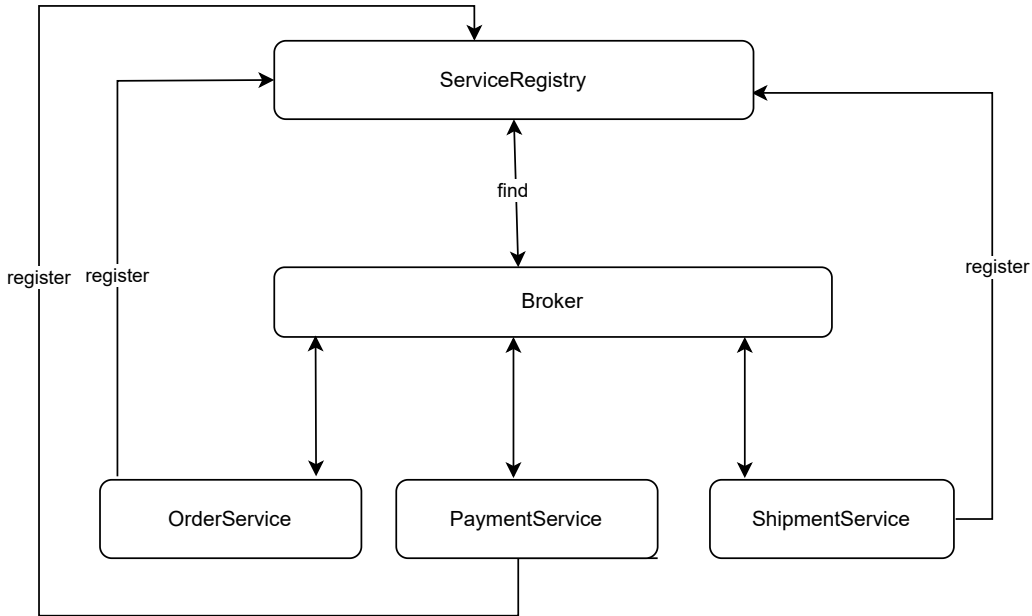 ServiceRegistry
find
register
register
register
Broker
OrderService
PaymentService
ShipmentService